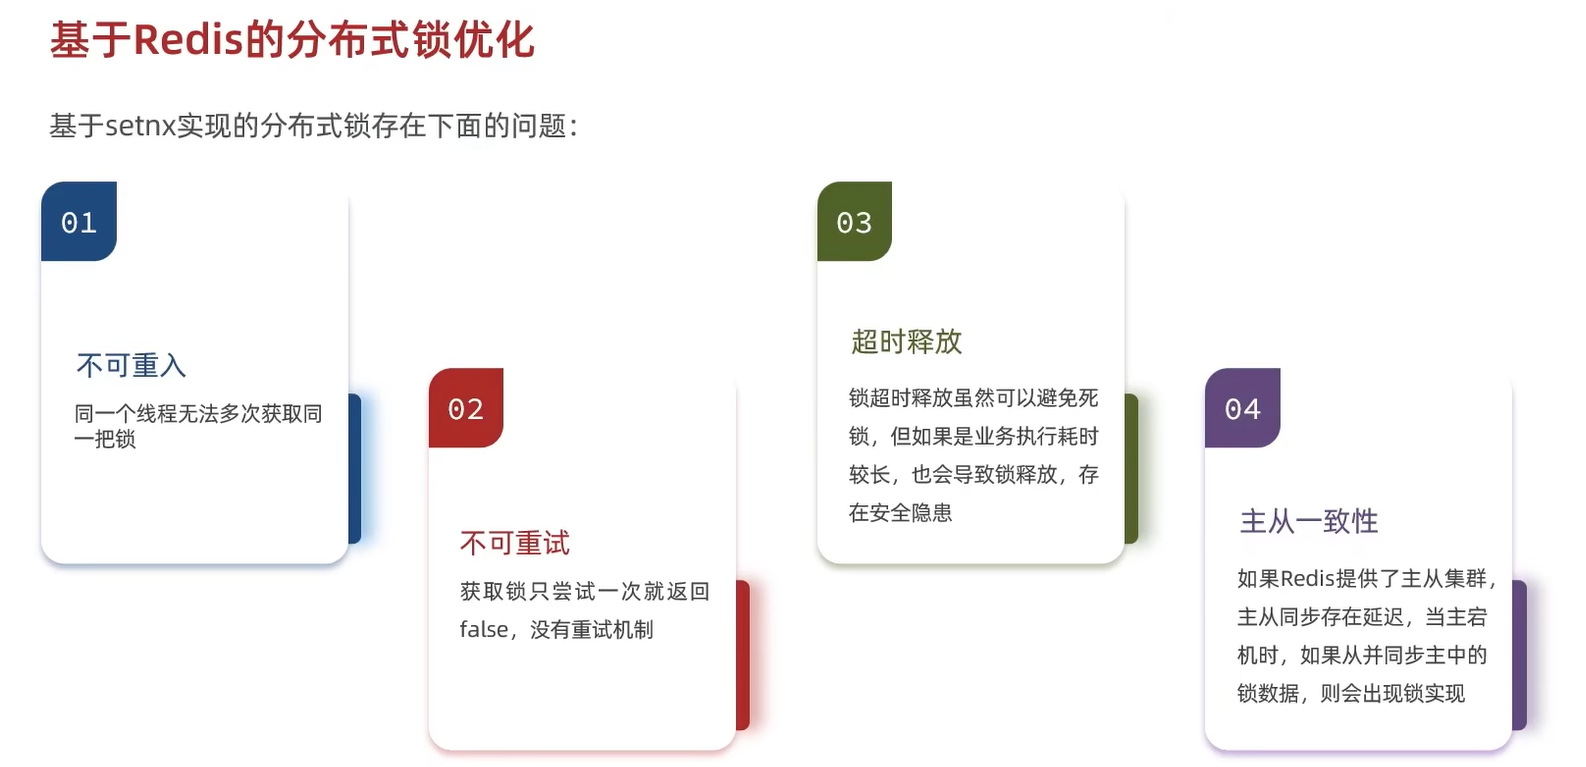 基于Redis的分布式锁优化
基于setnx实现的分布式锁存在下面的问题：
01
不可重入
同一个线程无法多次获取同
一把锁
02
不可重试
获取锁只尝试一次就返回
false，没有重试机制
03
超时释放
锁超时释放虽然可以避免死
锁，但如果是业务执行耗时
较长，也会导致锁释放，存
在安全隐患
04
主从一致性
如果Redis提供了主从集群，
主从同步存在延迟，当主宕
机时，如果从并同步主中的
锁数据，则会出现锁实现